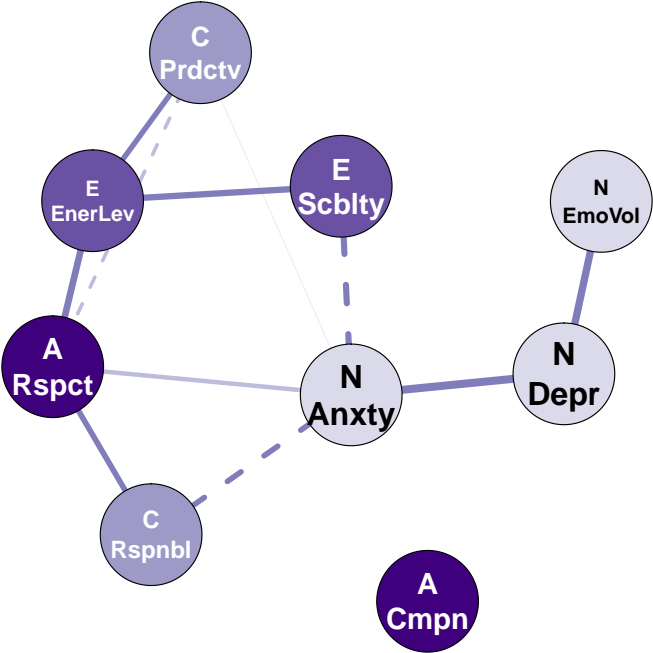 C
Prdctv
E
Scblty
E
EnerLev
N
EmoVol
A
Rspct
N
Anxty
N
Depr
C
Rspnbl
A
Cmpn